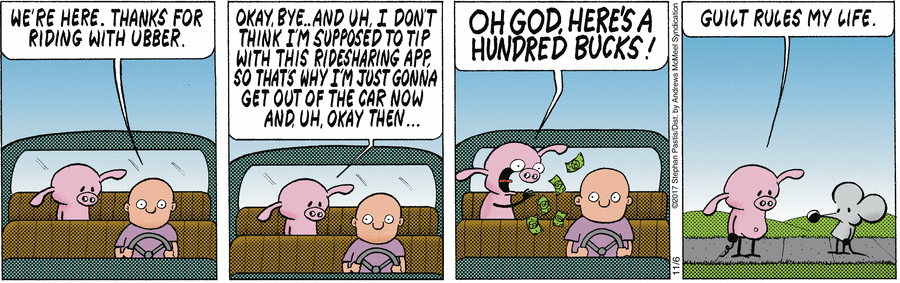 WE'RE HERE. THANKS FOR
RIDING WITH UBBER.
OKAY, BYE..AND UH, I DON'T
THINK I'M SUPPOSED TO TIP
WITH THIS RIDESHARING APP,
SO THAT'S WHY I'M JUST GONNA
GET OUT OF THE CAR NOW
AND, UH, OKAY THEN...
OH GOD, HERE'S A
HUNDRED BUCKS!
©2017 Stephan Pastis/Dist. by Andrews McMeel Syndication
11/6
GUILT RULES MY LIFE.